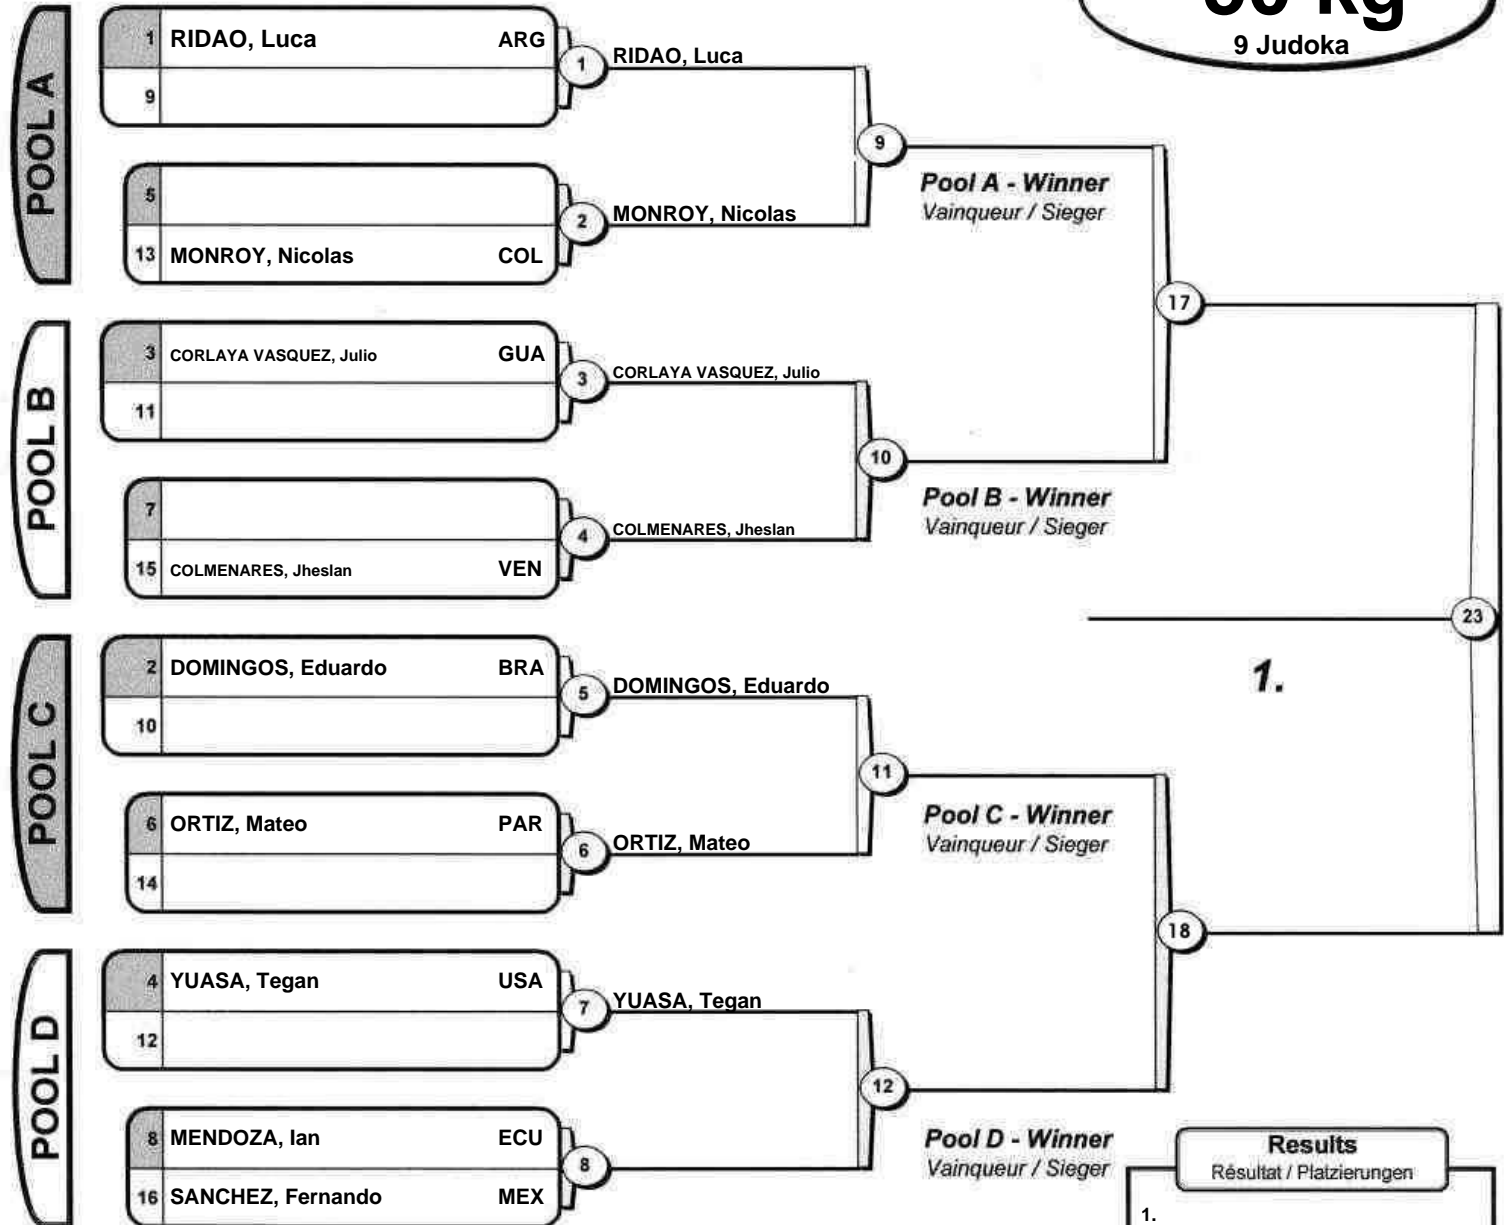 kg
9 Judoka
POOL A
1 RIDAO, Luca ARG
9
1 RIDAO, Luca
5
13 MONROY, Nicolas COL
2 MONROY, Nicolas
9
Pool A - Winner
Vainqueur / Sieger
POOL B
3 CORLAYA VASQUEZ, Julio GUA
11
3 CORLAYA VASQUEZ, Julio
7
15 COLMENARES, Jheslan VEN
4 COLMENARES, Jheslan
10
Pool B - Winner
Vainqueur / Sieger
17
POOL C
2 DOMINGOS, Eduardo BRA
10
5 DOMINGOS, Eduardo
6 ORTIZ, Mateo PAR
14
6 ORTIZ, Mateo
11
Pool C - Winner
Vainqueur / Sieger
POOL D
4 YUASA, Tegan USA
12
7 YUASA, Tegan
8 MENDOZA, Ian ECU
16 SANCHEZ, Fernando MEX
8
12
Pool D - Winner
Vainqueur / Sieger
18
23
1.
Results
Résultat / Platzierungen
1.